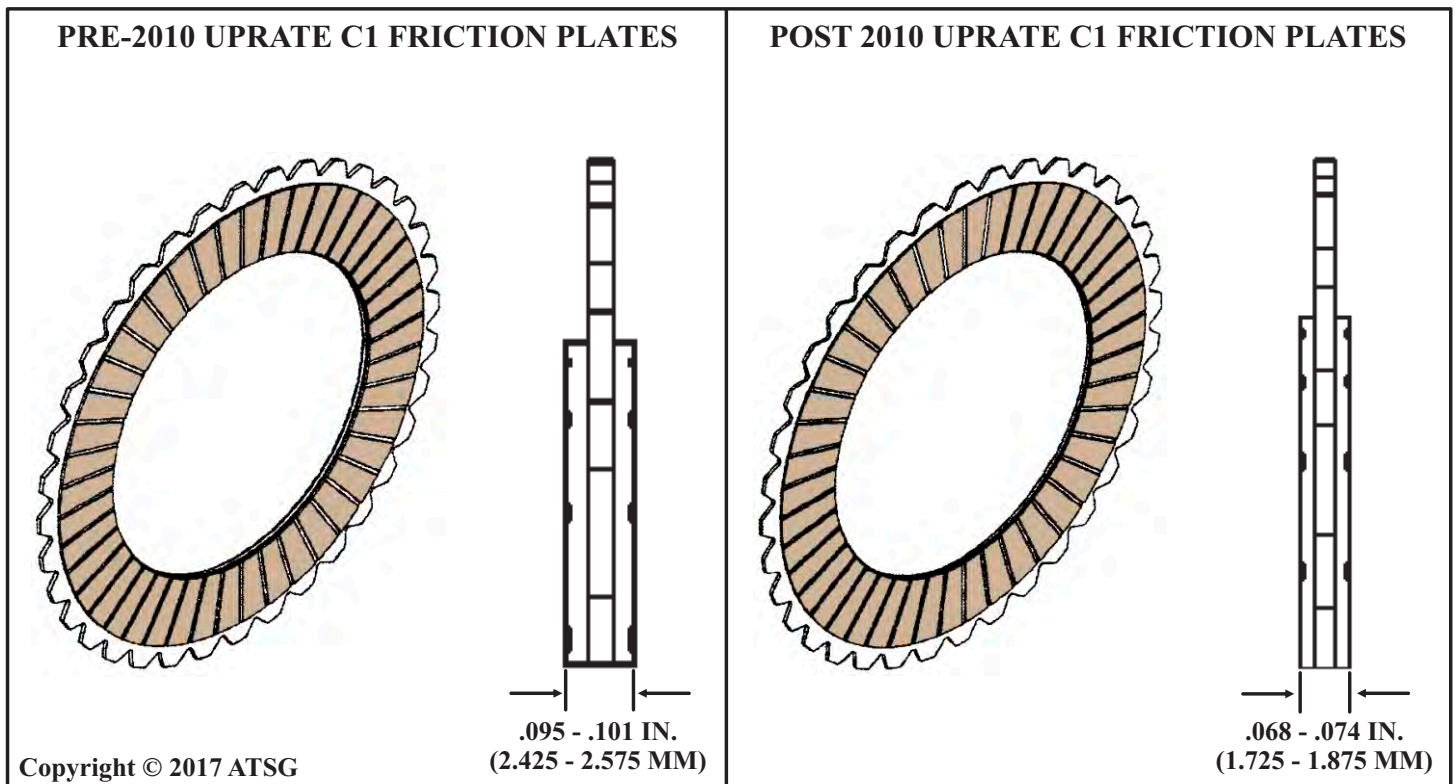 PRE-2010 UPRATE C1 FRICTION PLATES
.095 - .101 IN.
(2.425 - 2.575 MM)
Copyright © 2017 ATSG
POST 2010 UPRATE C1 FRICTION PLATES
.068 - .074 IN.
(1.725 - 1.875 MM)